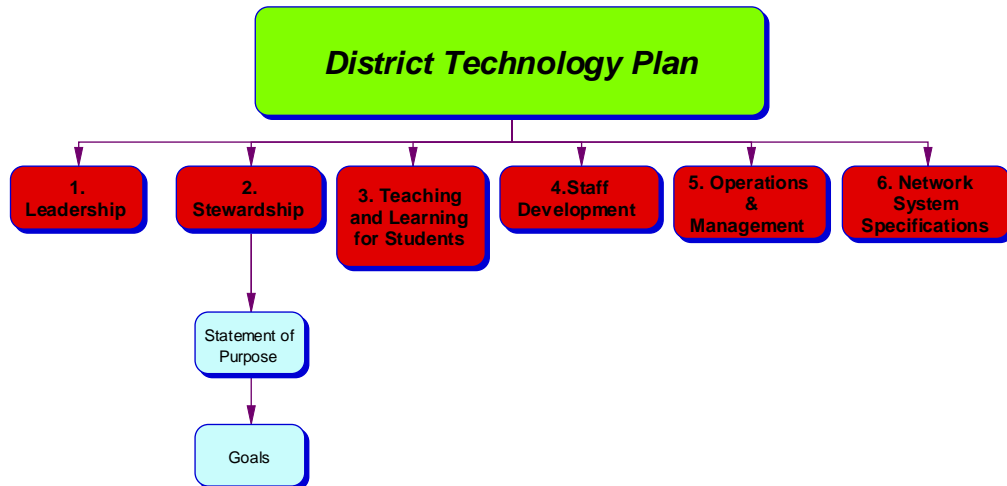 District Technology Plan
1.
Leadership
2.
Stewardship
3. Teaching
and Learning
for Students
4.Staff
Development
5. Operations
&
Management
6. Network
System
Specifications
Statement of
Purpose
Goals